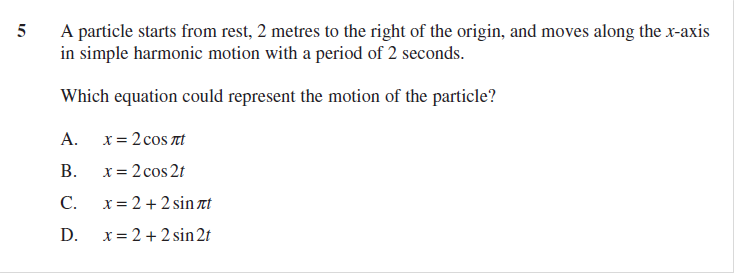 5 A particle starts from rest, 2 metres to the right of the origin, and moves along the x-axis
in simple harmonic motion with a period of 2 seconds.
Which equation could represent the motion of the particle?
A. x = 2 cos πt
B. x = 2 cos 2t
C. x = 2 + 2 sin πt
D. x = 2 + 2 sin 2t